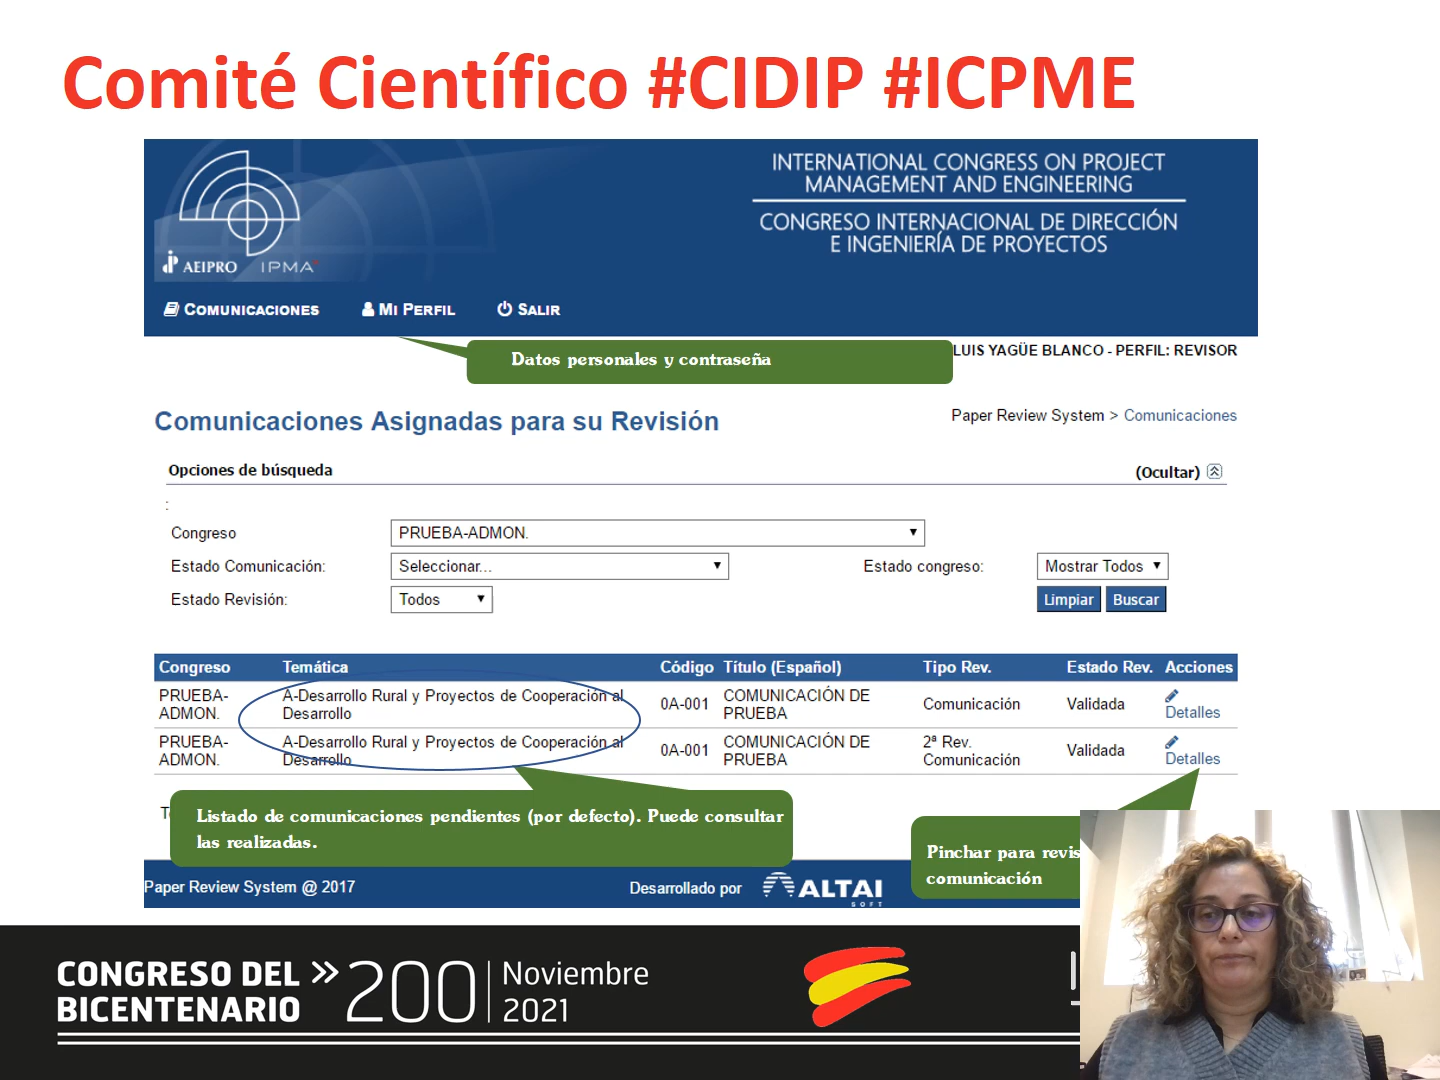 Comité Científico #CIDIP #ICPME
INTERNATIONAL CONGRESS ON PROJECT
MANAGEMENT AND ENGINEERING
CONGRESO INTERNACIONAL DE DIRECCIÓN
E INGENIERÍA DE PROYECTOS
AEIPRO IPMA
COMUNICACIONES MI PERFIL SALIR
Datos personales y contraseña
LUIS YAGÜE BLANCO - PERFIL: REVISOR
Comunicaciones Asignadas para su Revisión
Paper Review System > Comunicaciones
Opciones de búsqueda (Ocultar)
:
Congreso PRUEBA-ADMON.
Estado Comunicación: Seleccionar... Estado congreso: Mostrar Todos
Estado Revisión: Todos Limpiar Buscar
Congreso Temática Código Título (Español) Tipo Rev. Estado Rev. Acciones
PRUEBA- A-Desarrollo Rural y Proyectos de Cooperación al COMUNICACIÓN DE
ADMON. Desarrollo 0A-001 PRUEBA Comunicación Validada Detalles
PRUEBA- A-Desarrollo Rural y Proyectos de Cooperación al COMUNICACIÓN DE 2ª Rev.
ADMON. Desarrollo 0A-001 PRUEBA Comunicación Validada Detalles
Listado de comunicaciones pendientes (por defecto). Puede consultar
las realizadas.
Pinchar para revis
comunicación
Paper Review System @ 2017 Desarrollado por ALTAI
SOFT
CONGRESO DEL » 200 Noviembre
BICENTENARIO 2021